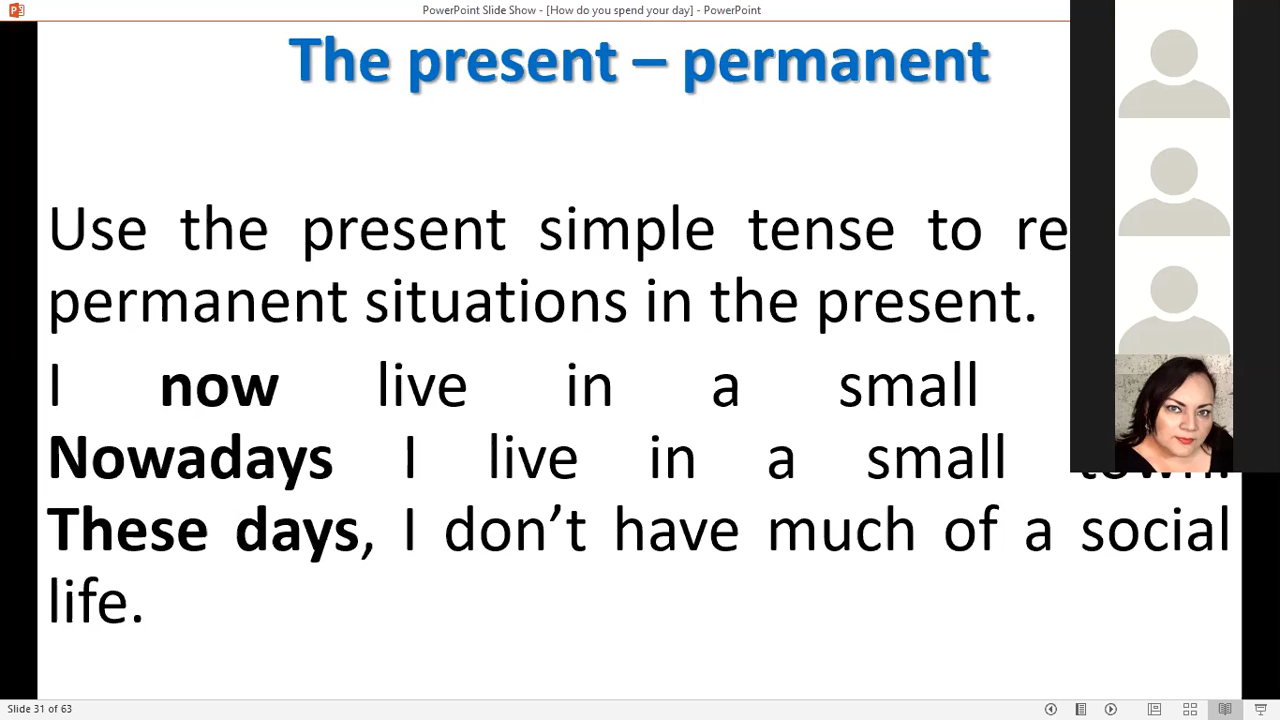 PowerPoint Slide Show - [How do you spend your day] - PowerPoint
The present – permanent
Use the present simple tense to
permanent situations in the present.
I now live in a small
Nowadays I live in a small town.
These days, I don’t have much of a social
life.
Slide 31 of 63